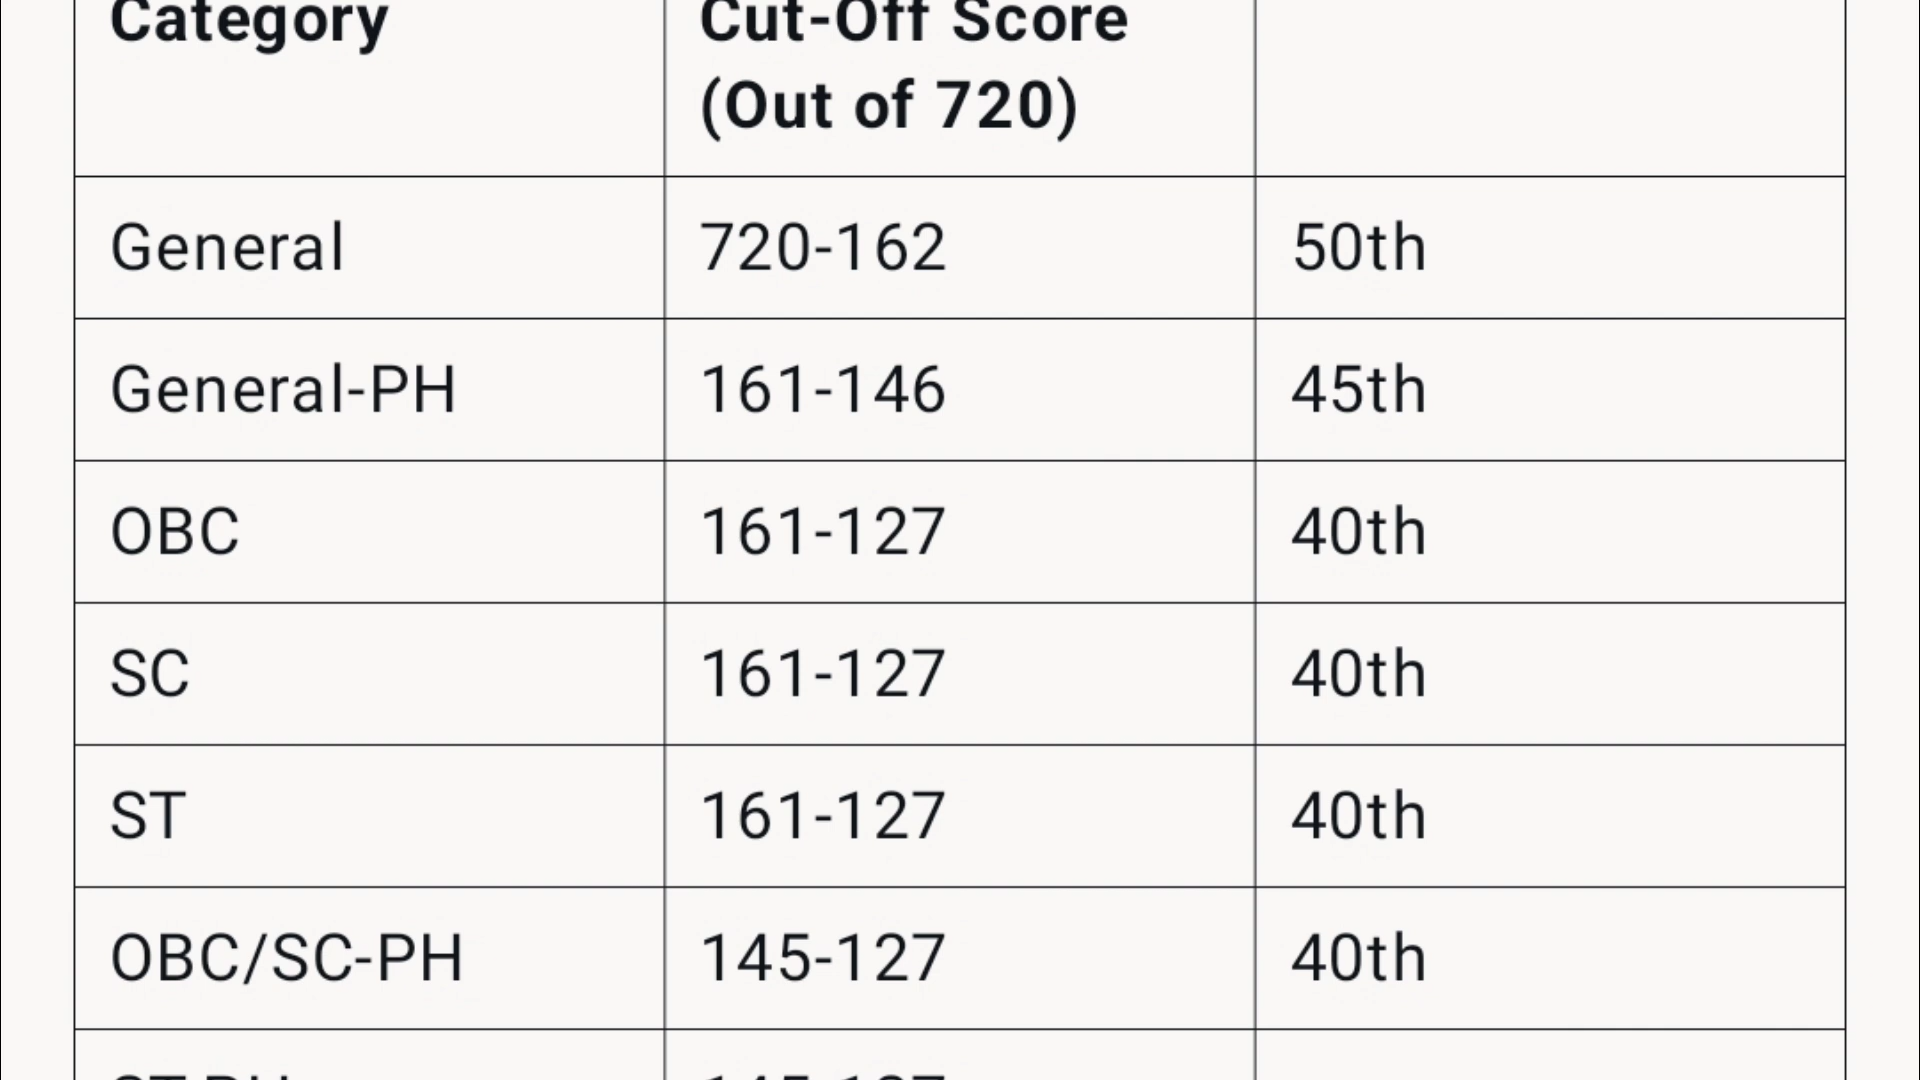 Category Cut-Off Score
(Out of 720)
General 720-162 50th
General-PH 161-146 45th
OBC 161-127 40th
SC 161-127 40th
ST 161-127 40th
OBC/SC-PH 145-127 40th